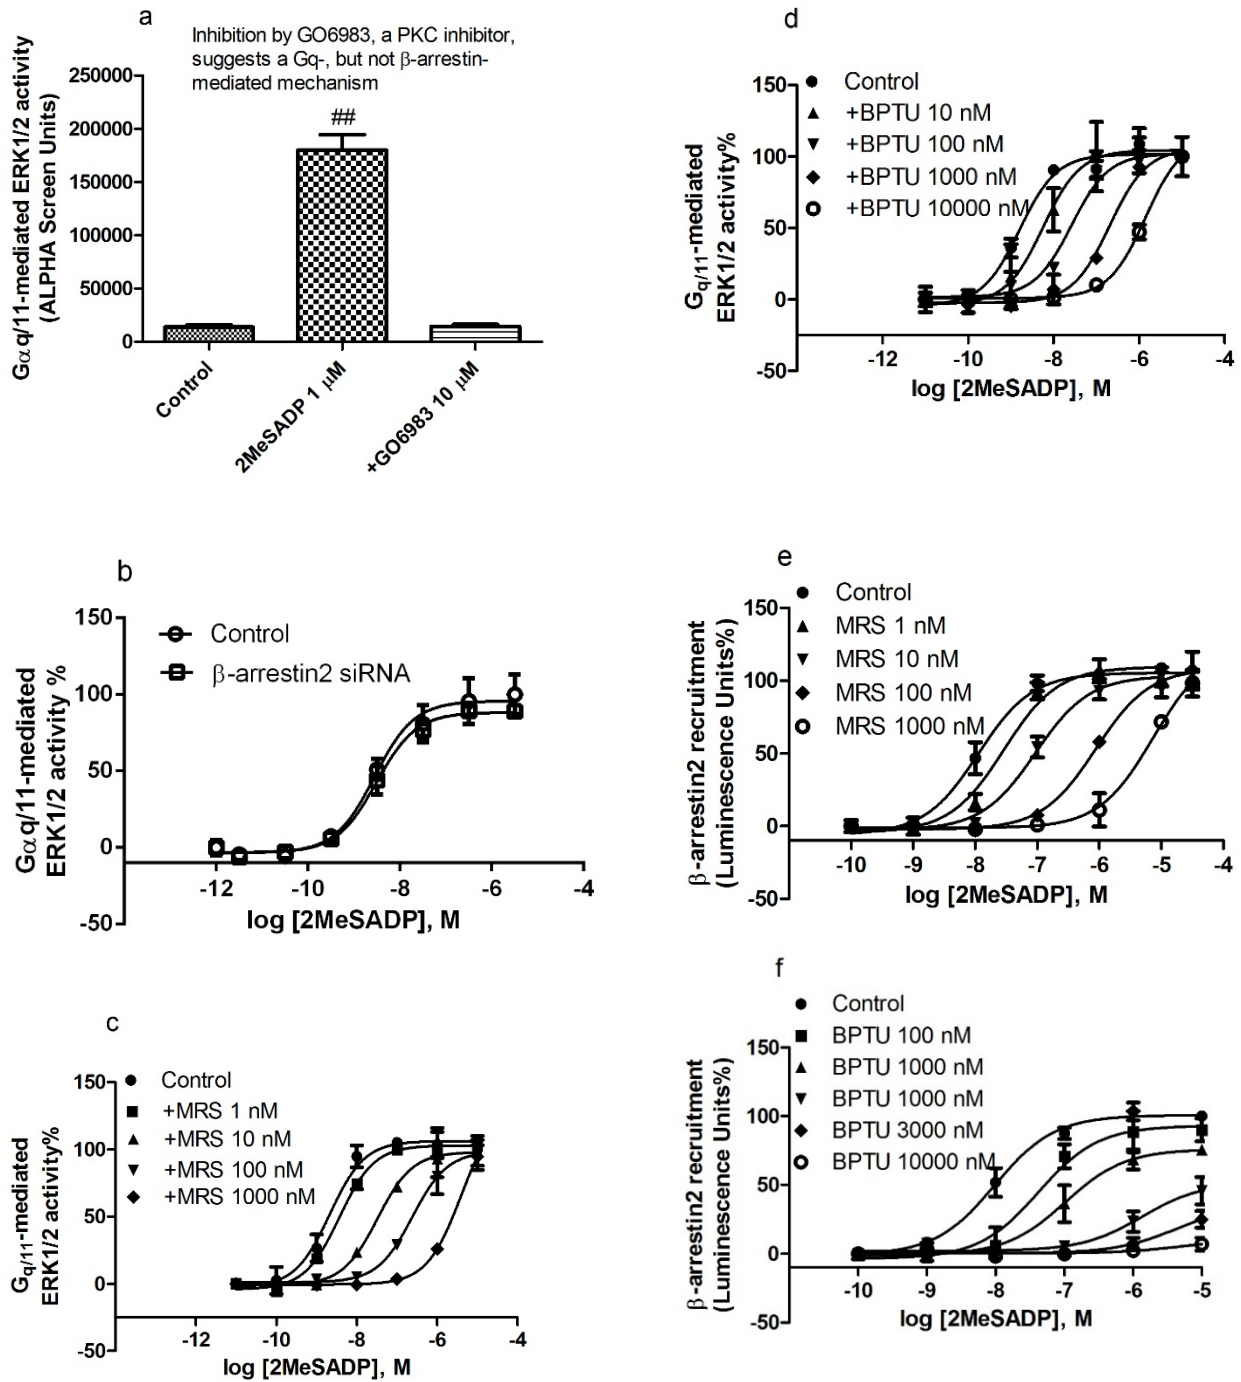 a
Inhibition by GO6983, a PKC inhibitor,
suggests a Gq-, but not β-arrestin-
mediated mechanism
Gαq/11-mediated ERK1/2 activity
(ALPHA Screen Units)
250000
200000
150000
100000
50000
0
##
Control
2MeSADP 1 μM
+GO6983 10 μM
b
Control
β-arrestin2 siRNA
Gαq/11-mediated
ERK1/2 activity %
150
100
50
0
-50
-12 -10 -8 -6 -4
log [2MeSADP], M
c
Control
+MRS 1 nM
+MRS 10 nM
+MRS 100 nM
+MRS 1000 nM
Gq/11-mediated
ERK1/2 activity%
150
100
50
0
-50
-12 -10 -8 -6 -4
log [2MeSADP], M
d
Control
+BPTU 10 nM
+BPTU 100 nM
+BPTU 1000 nM
+BPTU 10000 nM
Gq/11-mediated
ERK1/2 activity%
150
100
50
0
-50
-12 -10 -8 -6 -4
log [2MeSADP], M
e
Control
MRS 1 nM
MRS 10 nM
MRS 100 nM
MRS 1000 nM
β-arrestin2 recruitment
(Luminescence Units%)
150
100
50
0
-50
-10 -9 -8 -7 -6 -5 -4
log [2MeSADP], M
f
Control
BPTU 100 nM
BPTU 1000 nM
BPTU 1000 nM
BPTU 3000 nM
BPTU 10000 nM
β-arrestin2 recruitment
(Luminescence Units%)
150
100
50
0
-50
-10 -9 -8 -7 -6 -5
log [2MeSADP], M